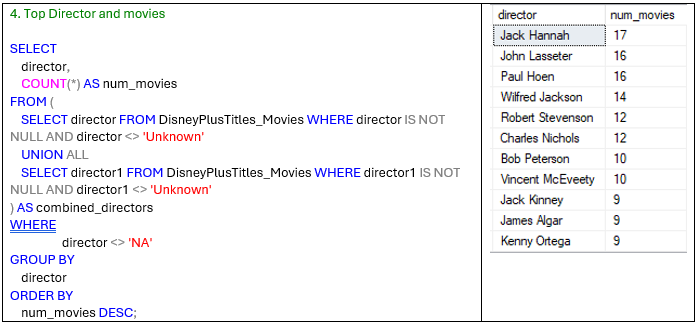 4. Top Director and movies
SELECT
director,
COUNT(*) AS num_movies
FROM (
SELECT director FROM DisneyPlusTitles_Movies WHERE director IS NOT
NULL AND director <> 'Unknown'
UNION ALL
SELECT director1 FROM DisneyPlusTitles_Movies WHERE director1 IS NOT
NULL AND director1 <> 'Unknown'
) AS combined_directors
WHERE
director <> 'NA'
GROUP BY
director
ORDER BY
num_movies DESC;
director num_movies
Jack Hannah 17
John Lasseter 16
Paul Hoen 16
Wilfred Jackson 14
Robert Stevenson 12
Charles Nichols 12
Bob Peterson 10
Vincent McEveety 10
Jack Kinney 9
James Algar 9
Kenny Ortega 9